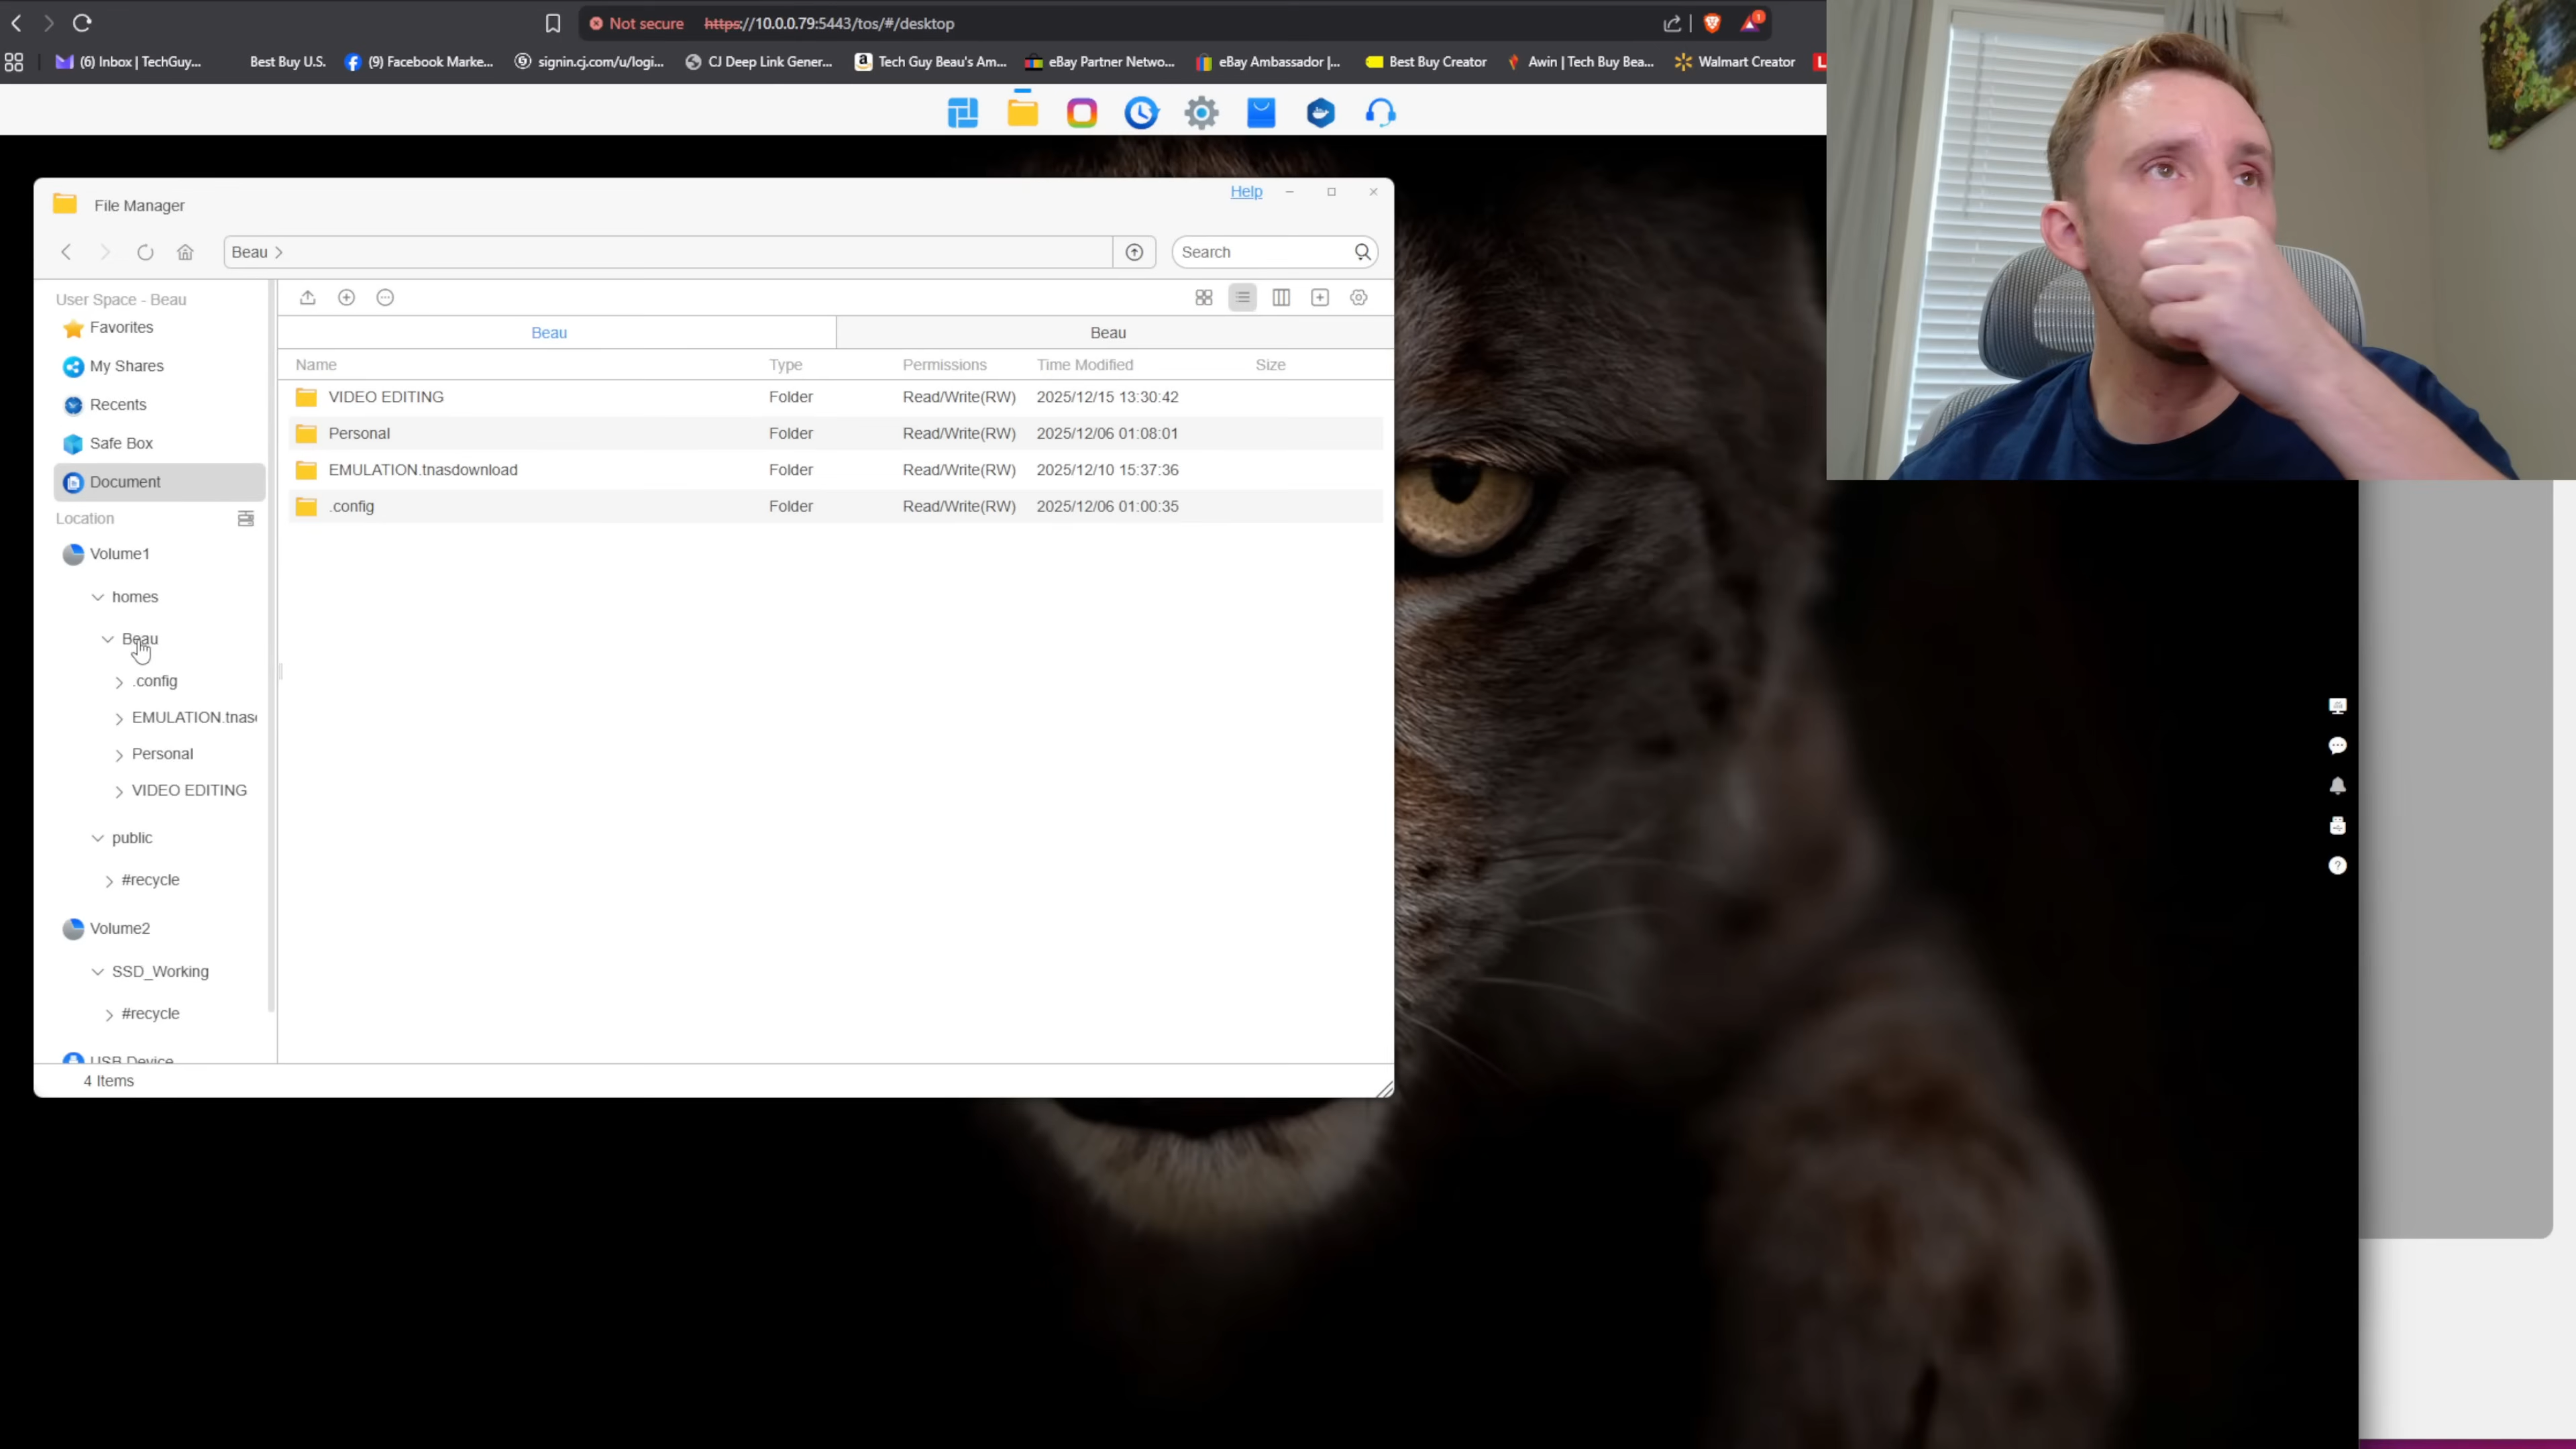 Not secure https://10.0.0.79:5443/tos/#/desktop
1
(6) Inbox | TechGuy... Best Buy U.S. (9) Facebook Marke... signin.cj.com/u/logi... CJ Deep Link Gener... Tech Guy Beau's Am... eBay Partner Netwo... eBay Ambassador |... Best Buy Creator Awin | Tech Buy Bea... Walmart Creator
File Manager
Help
Beau >
Search
User Space - Beau
Favorites
My Shares
Recents
Safe Box
Document
Location
Volume1
homes
Beau
.config
EMULATION.tnas
Personal
VIDEO EDITING
public
#recycle
Volume2
SSD_Working
#recycle
USB Device
Beau Beau
Name Type Permissions Time Modified Size
VIDEO EDITING Folder Read/Write(RW) 2025/12/15 13:30:42
Personal Folder Read/Write(RW) 2025/12/06 01:08:01
EMULATION.tnasdownload Folder Read/Write(RW) 2025/12/10 15:37:36
.config Folder Read/Write(RW) 2025/12/06 01:00:35
4 Items